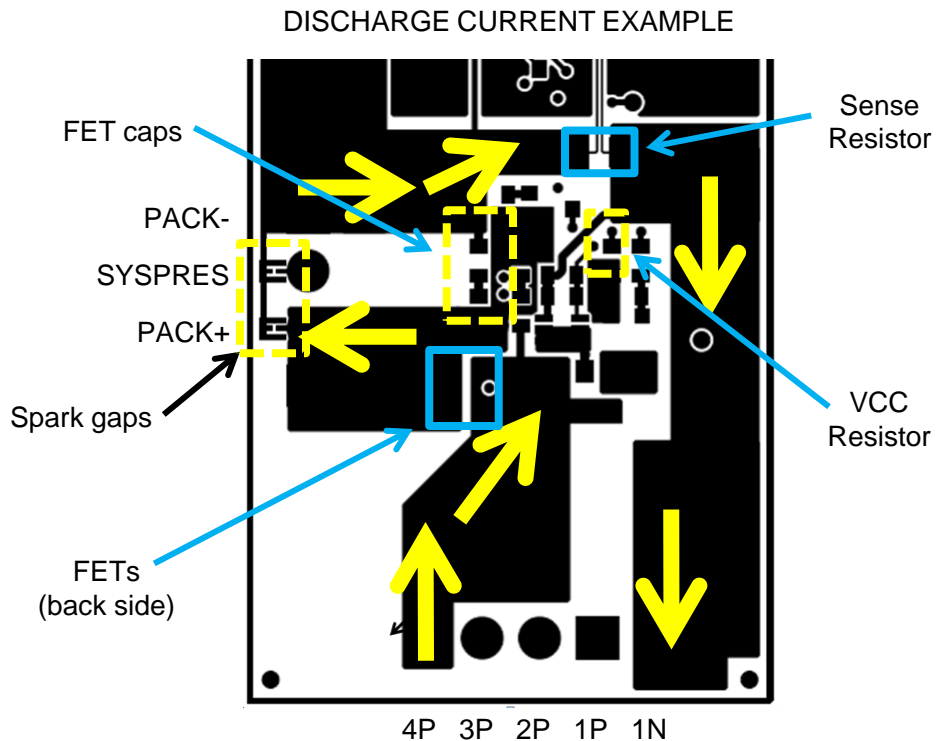 DISCHARGE CURRENT EXAMPLE
FET caps
Sense
Resistor
PACK-
SYSPRES
PACK+
Spark gaps
VCC
Resistor
FETs
(back side)
4P 3P 2P 1P 1N